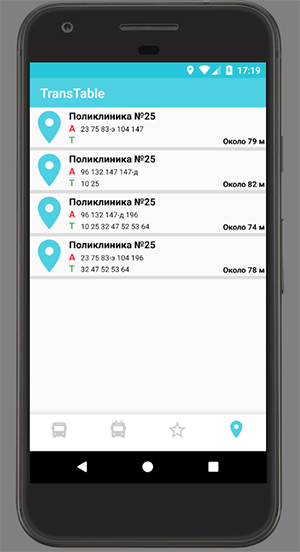 17:19
TransTable
Поликлиника №25
А 23 75 83-э 104 147
Т
Около 79 м
Поликлиника №25
А 96 132 147 147-д
Т 10 25
Около 82 м
Поликлиника №25
А 96 132 147-д 196
Т 10 25 32 47 52 53 64
Около 74 м
Поликлиника №25
А 23 75 83-э 104 196
Т 32 47 52 53 64
Около 78 м